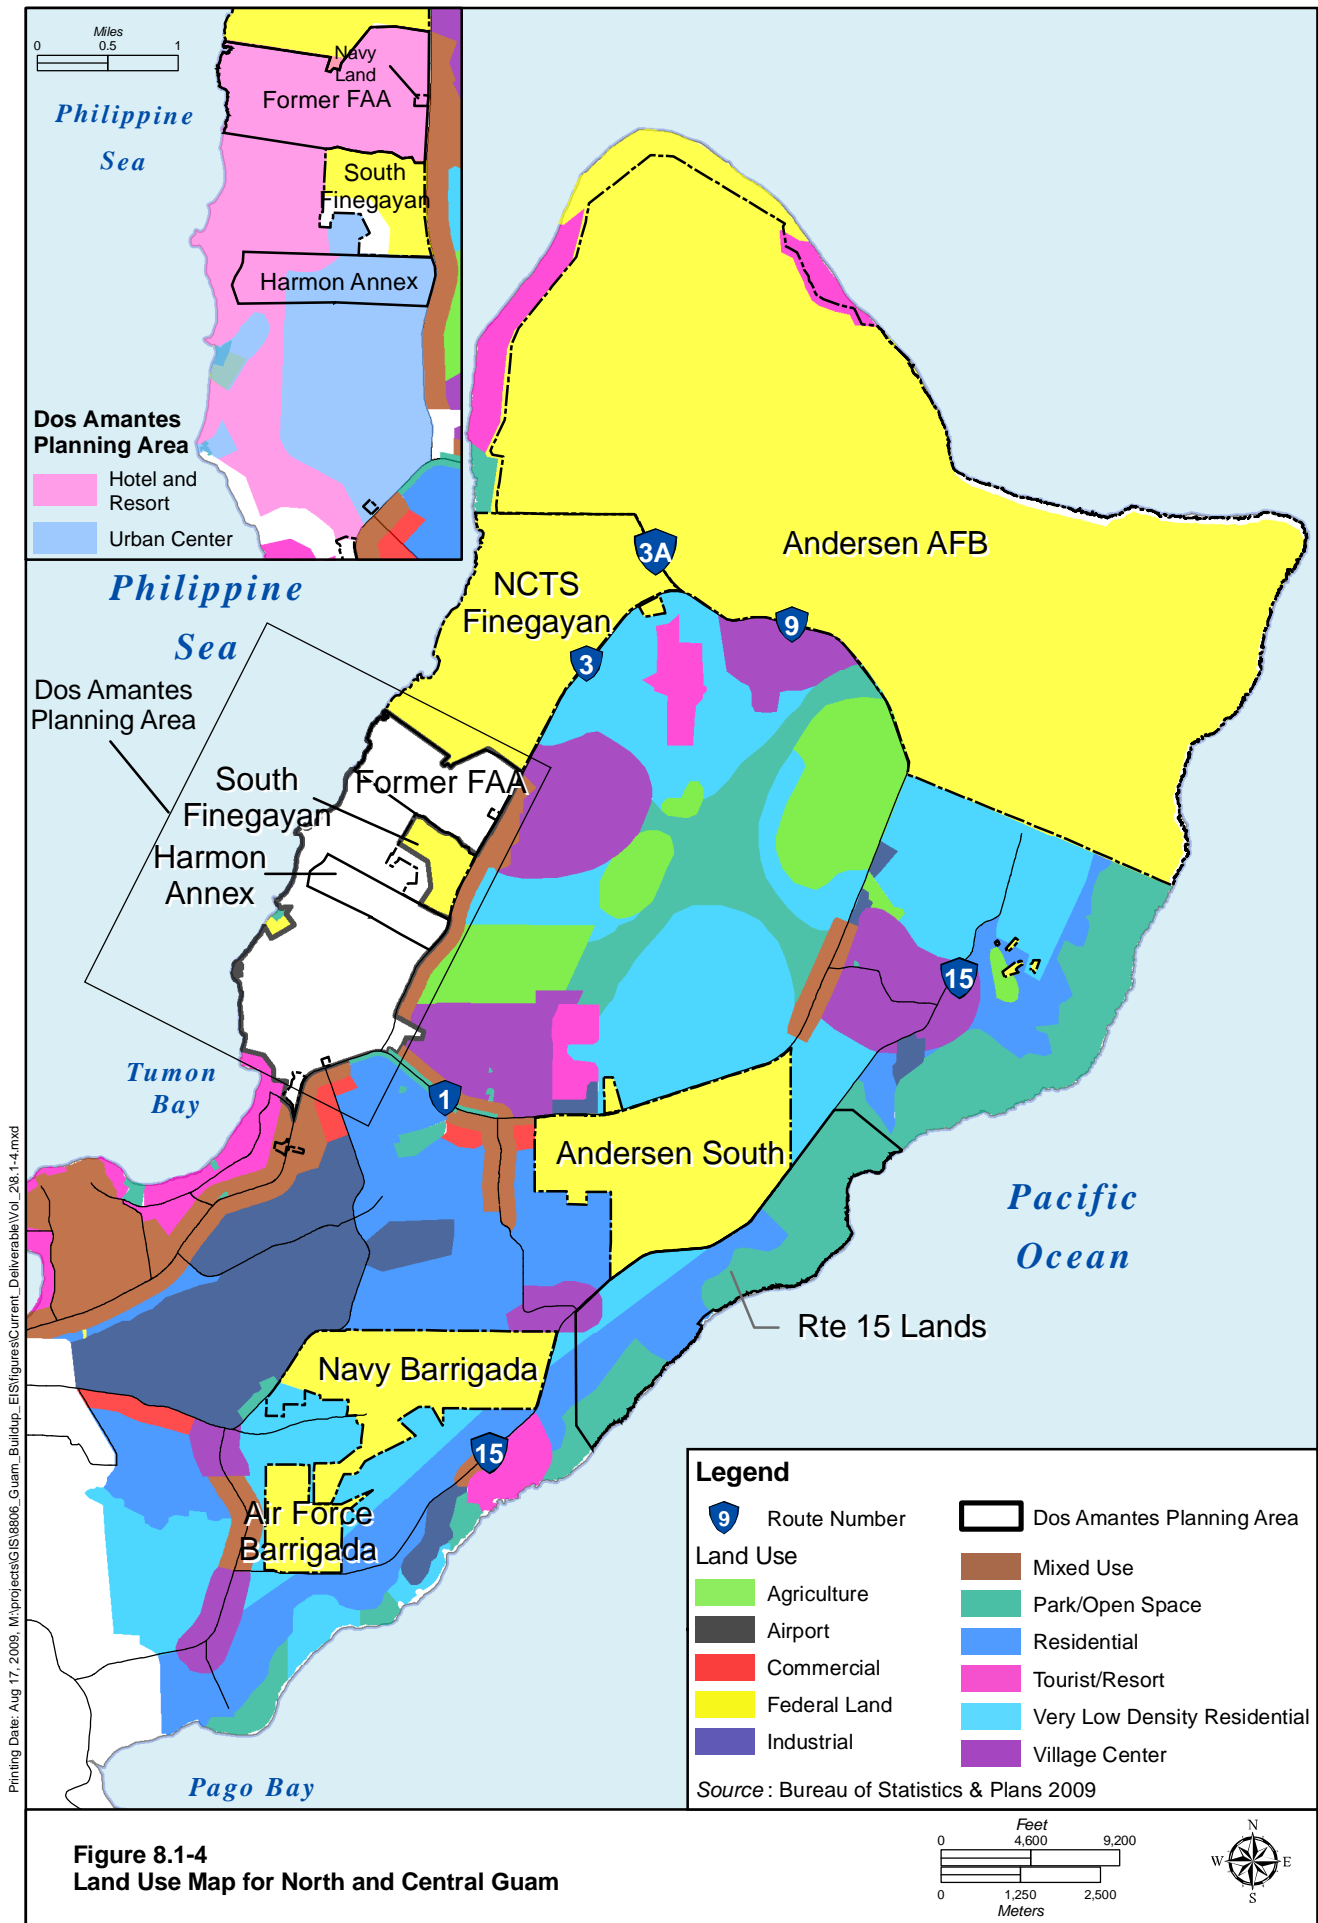 Miles
0 0.5 1
Philippine
Sea
Navy
Land
Former FAA
South
Finegayan
Harmon Annex
Dos Amantes
Planning Area
Hotel and
Resort
Urban Center
Philippine
Sea
Dos Amantes
Planning Area
Andersen AFB
3A
NCTS
Finegayan
9
3
South
Finegayan
Former FAA
Harmon
Annex
15
Tumon
Bay
1
Andersen South
Pacific
Ocean
Rte 15 Lands
Navy Barrigada
15
Air Force
Barrigada
Pago Bay
Legend
9 Route Number
Land Use
Agriculture
Airport
Commercial
Federal Land
Industrial
Dos Amantes Planning Area
Mixed Use
Park/Open Space
Residential
Tourist/Resort
Very Low Density Residential
Village Center
Source : Bureau of Statistics & Plans 2009
Printing Date: Aug 17, 2009, M:\projects\GIS\8806_Guam_Buildup_EIS\figures\Current_Deliverable\Vol_2\8.1-4.mxd
Figure 8.1-4
Land Use Map for North and Central Guam
Feet
0 4,600 9,200
0 1,250 2,500
Meters
N
W E
S